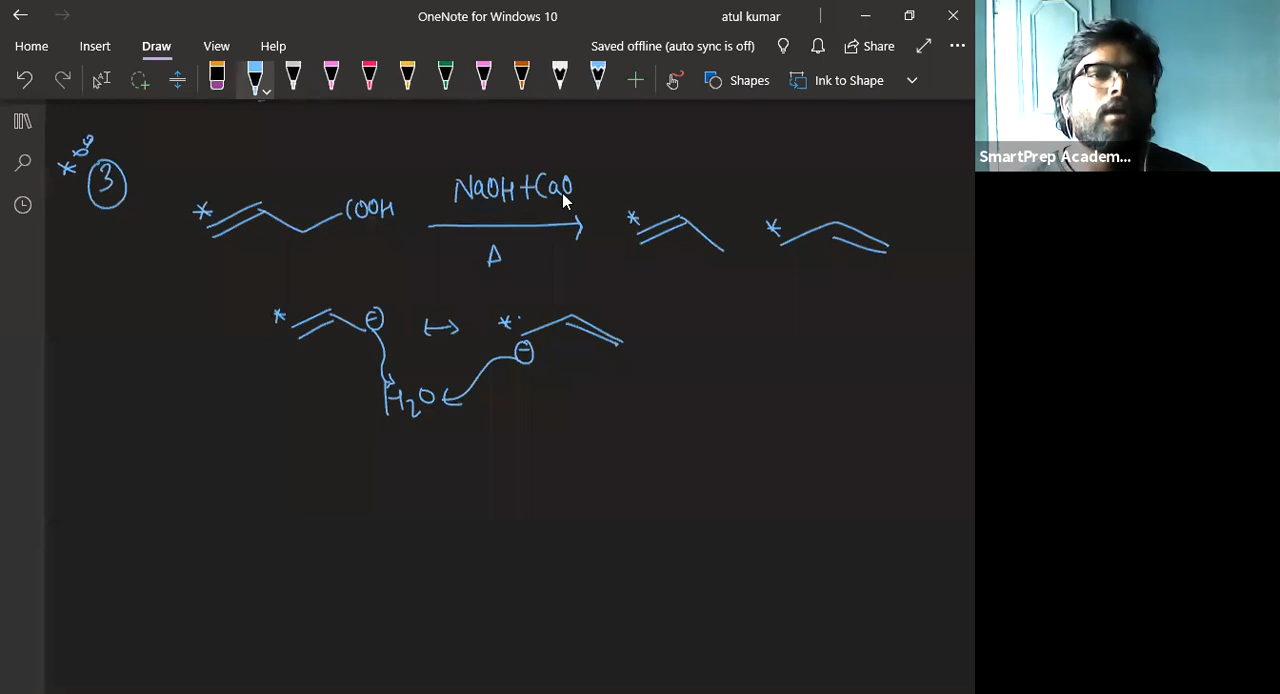 OneNote for Windows 10
atul kumar
Home Insert Draw View Help
Saved offline (auto sync is off)
Share
Shapes
Ink to Shape
SmartPrep Academ...
* 3
NaOH+CaO
* COOH
* *
Δ
* ⊖ ↔ *
⊖
H₂O